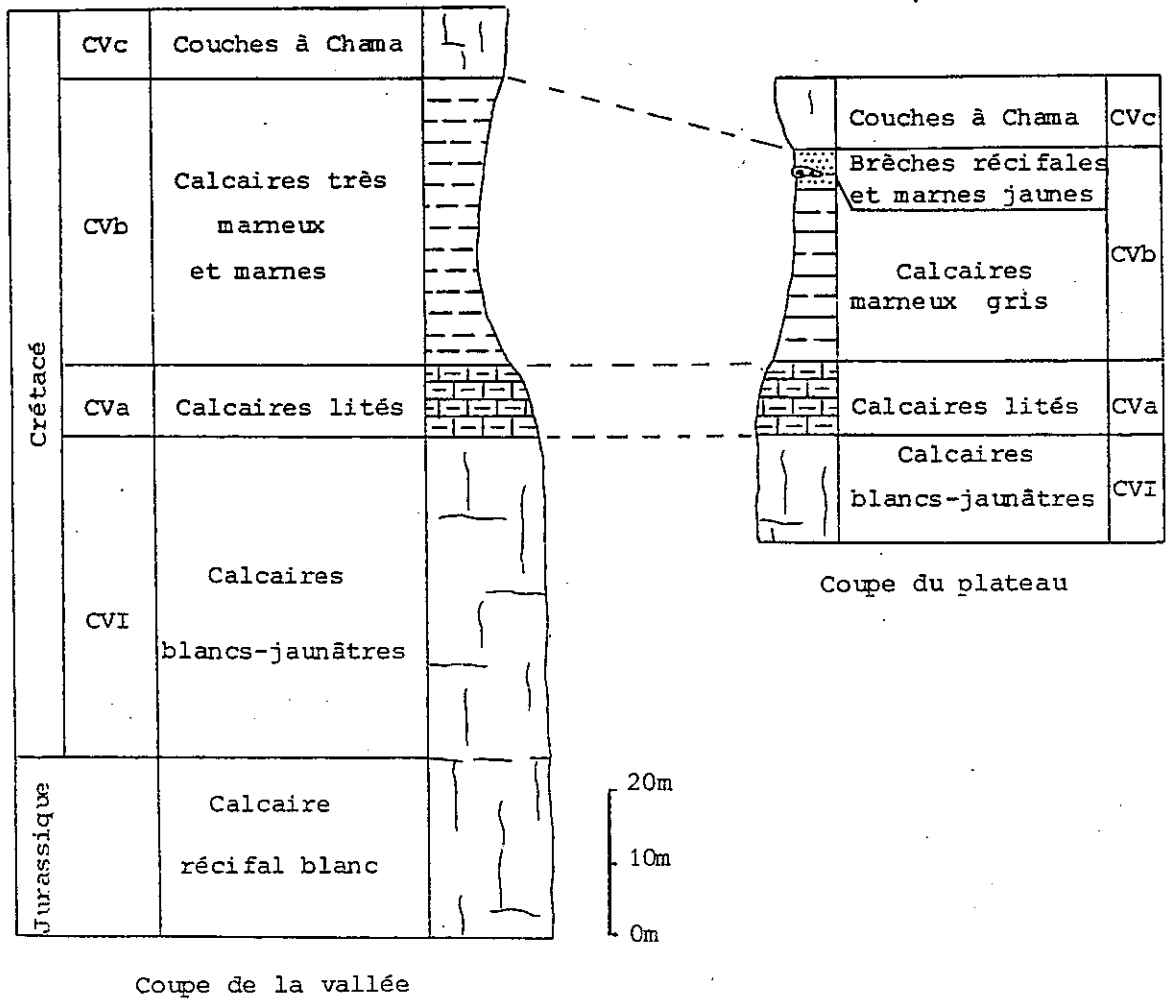 CVc
Couches à Chama
CVb
Calcaires très
marneux
et marnes
Crétacé
CVa
Calcaires lités
CVI
Calcaires
blancs-jaunâtres
Jurassique
Calcaire
récifal blanc
Coupe de la vallée
20m
10m
0m
Couches à Chama
CVc
Brèches récifales
et marnes jaunes
CVb
Calcaires
marneux gris
Calcaires lités
CVa
Calcaires
blancs-jaunâtres
CVI
Coupe du plateau